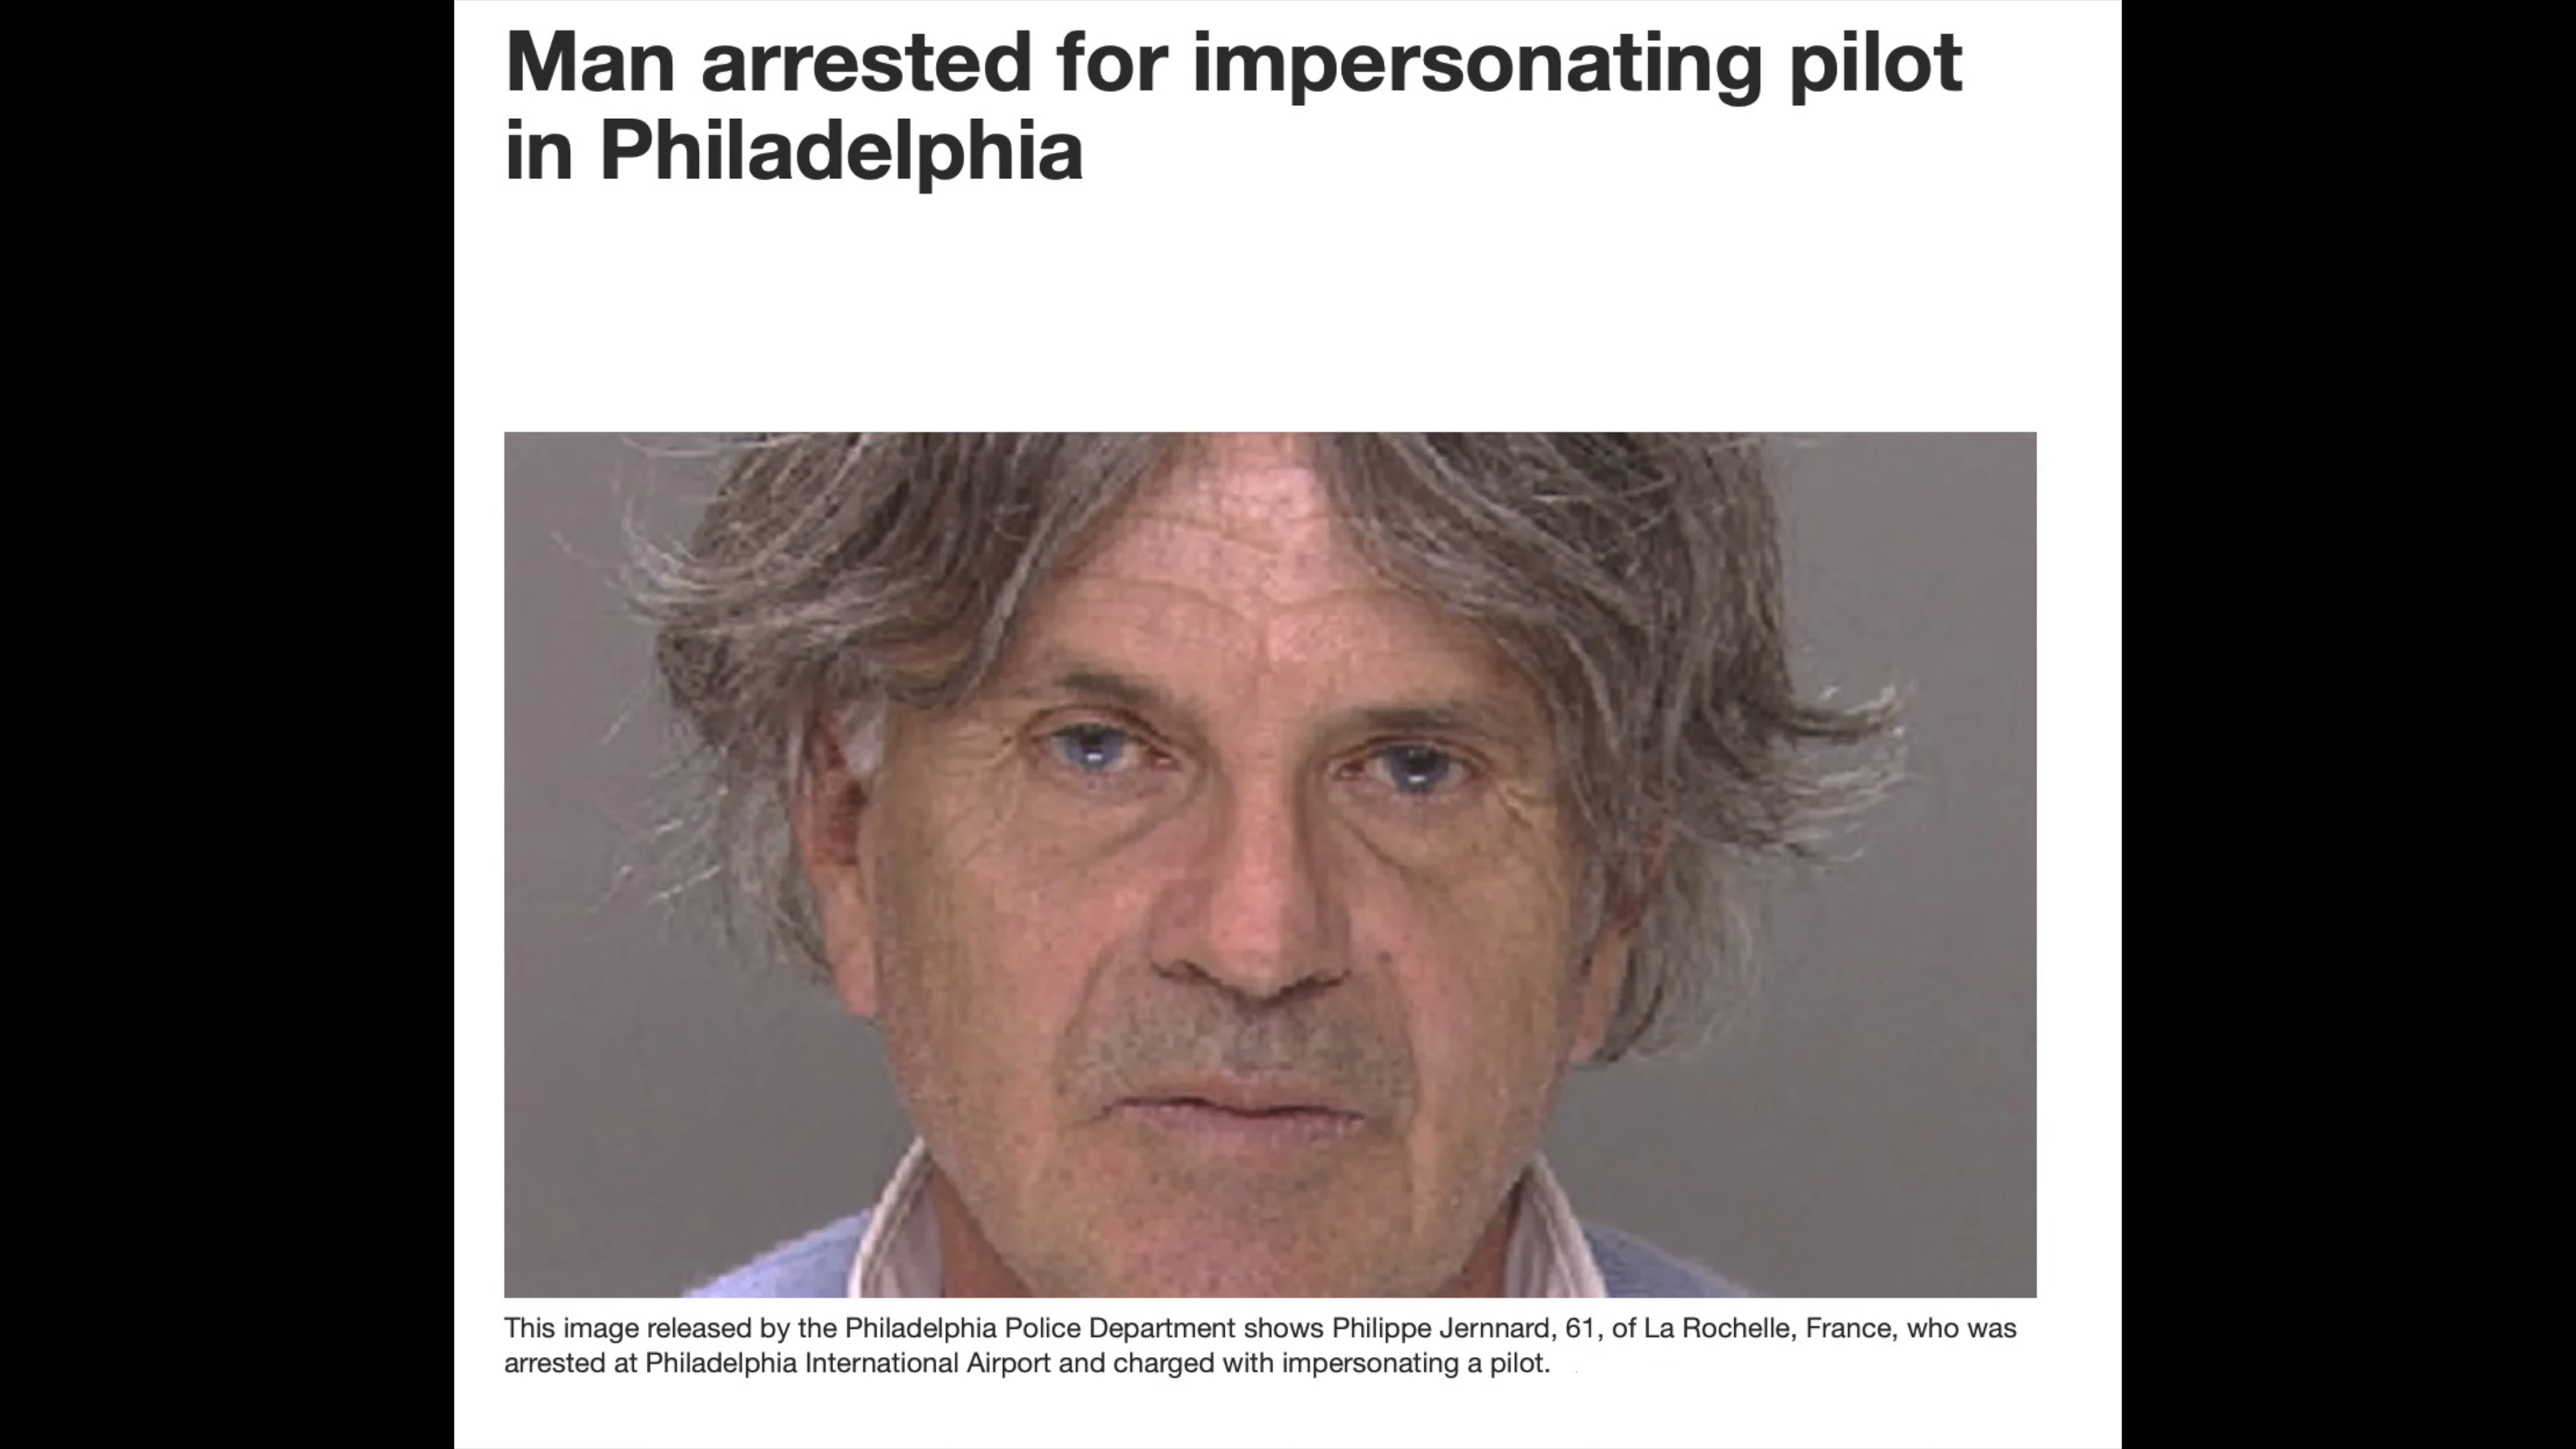 Man arrested for impersonating pilot
in Philadelphia
This image released by the Philadelphia Police Department shows Philippe Jernnard, 61, of La Rochelle, France, who was
arrested at Philadelphia International Airport and charged with impersonating a pilot.